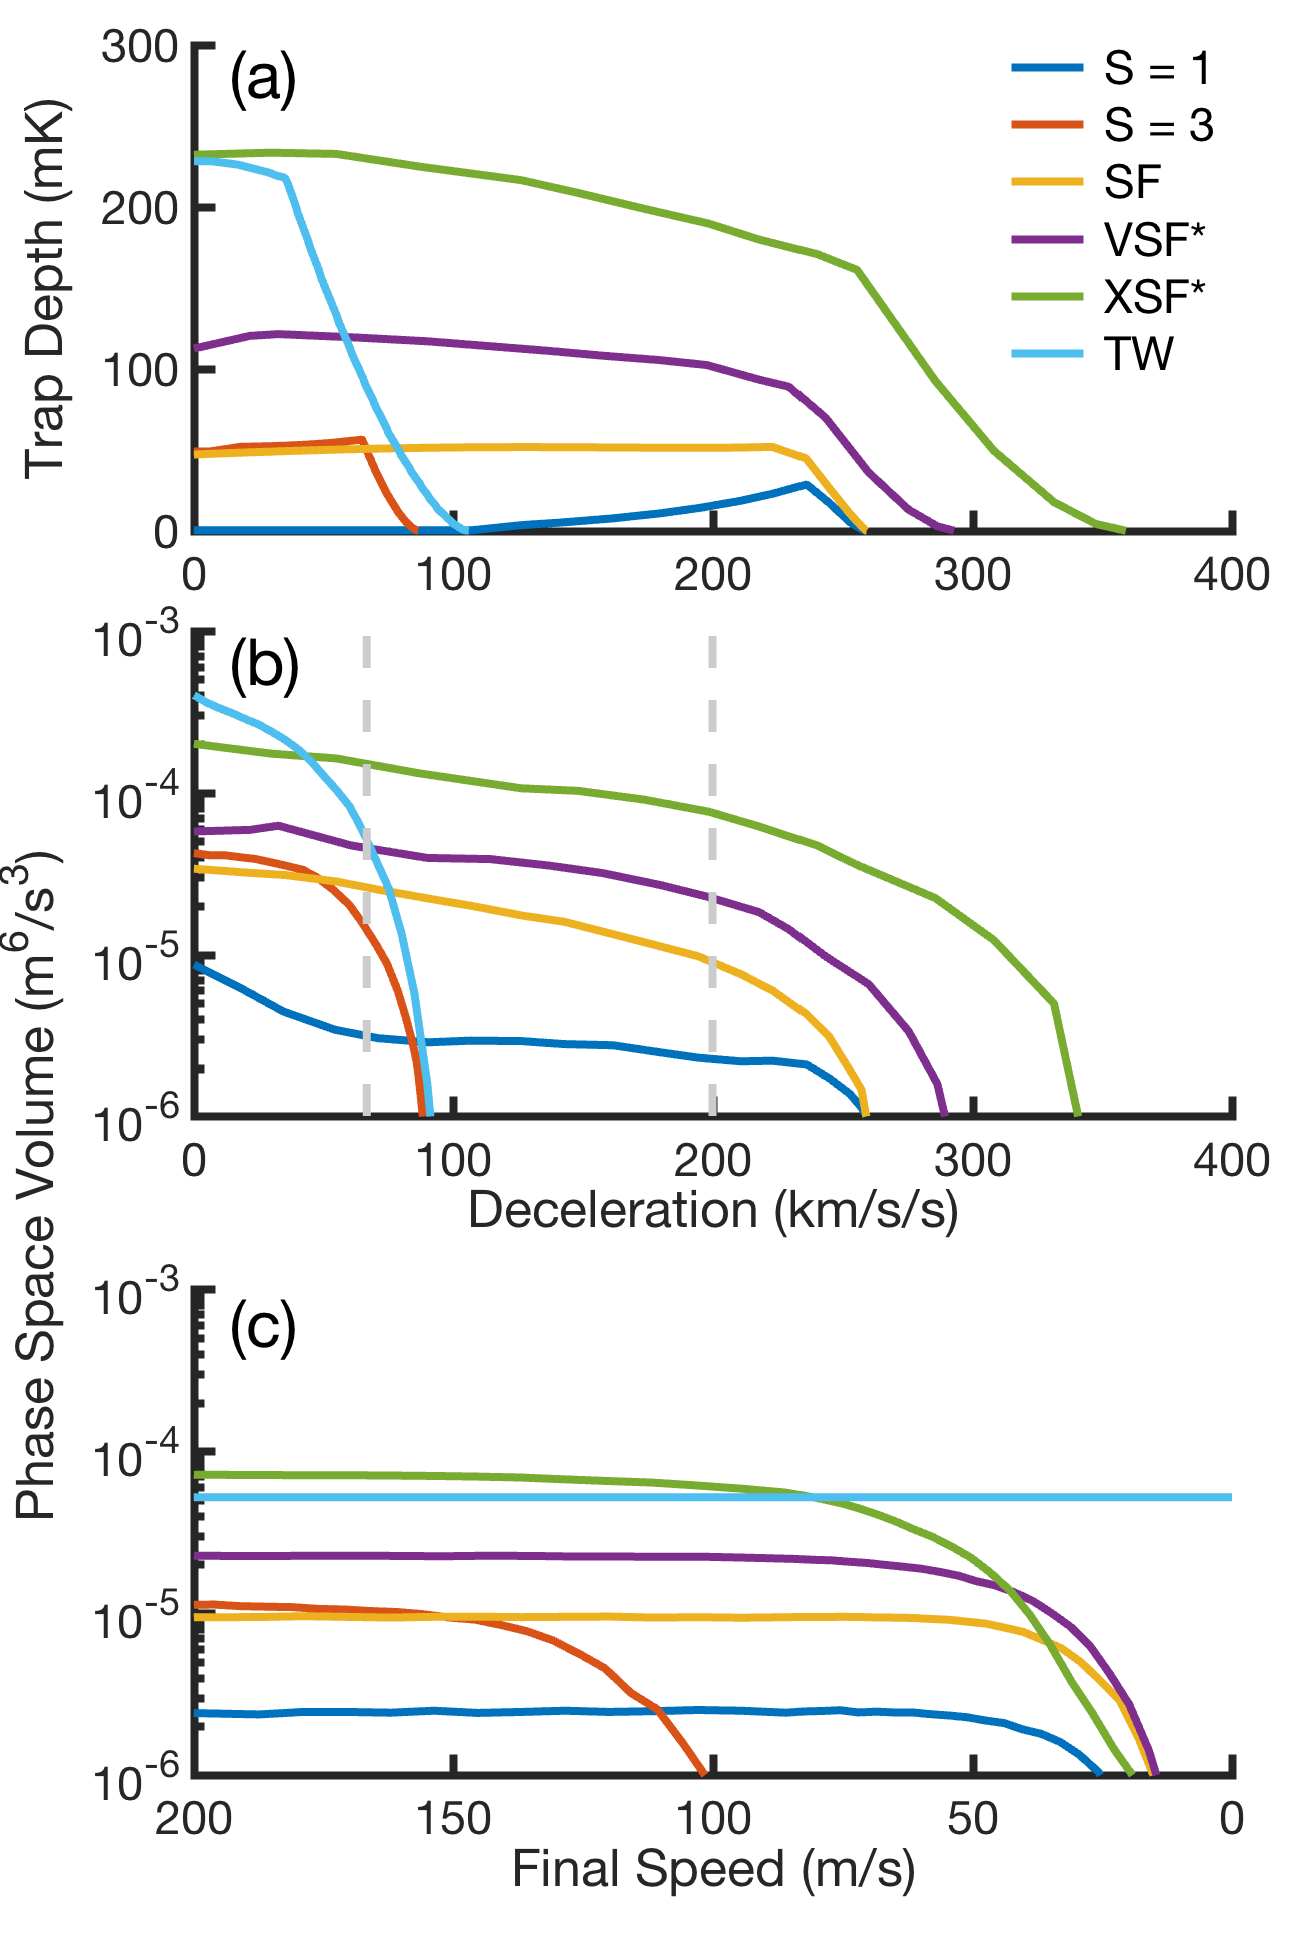 (a)
300
200
100
0
Trap Depth (mK)
S = 1
S = 3
SF
VSF*
XSF*
TW
0 100 200 300 400
(b)
10-3
10-4
10-5
10-6
0 100 200 300 400
Deceleration (km/s/s)
Phase Space Volume (m6/s3)
(c)
10-3
10-4
10-5
10-6
200 150 100 50 0
Final Speed (m/s)